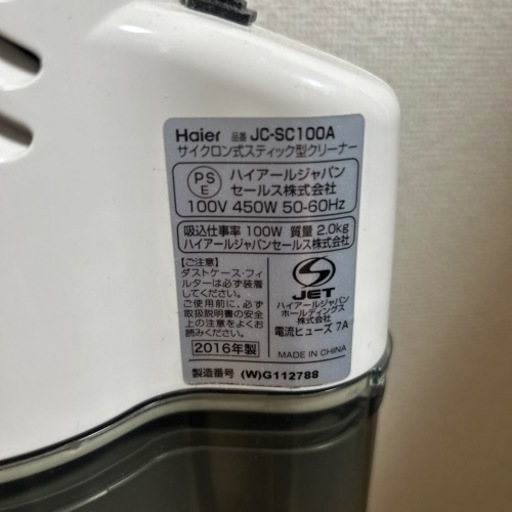 Haier 品番 JC-SC100A
サイクロン式スティック型クリーナー
PS
E
ハイアールジャパン
セールス株式会社
100V 450W 50-60Hz
吸込仕事率 100W 質量 2.0kg
ハイアールジャパンセールス株式会社
【ご注意】
ダストケース・フィ
ルターは必ず装着
してください。
ご使用前に、必ず
取扱説明書の安全
上の注意をよくお
読みください。
2016年製
S
JET
ハイアールジャパン
ホールディングス
株式会社
電流ヒューズ 7A
MADE IN CHINA
製造番号 (W)G112788